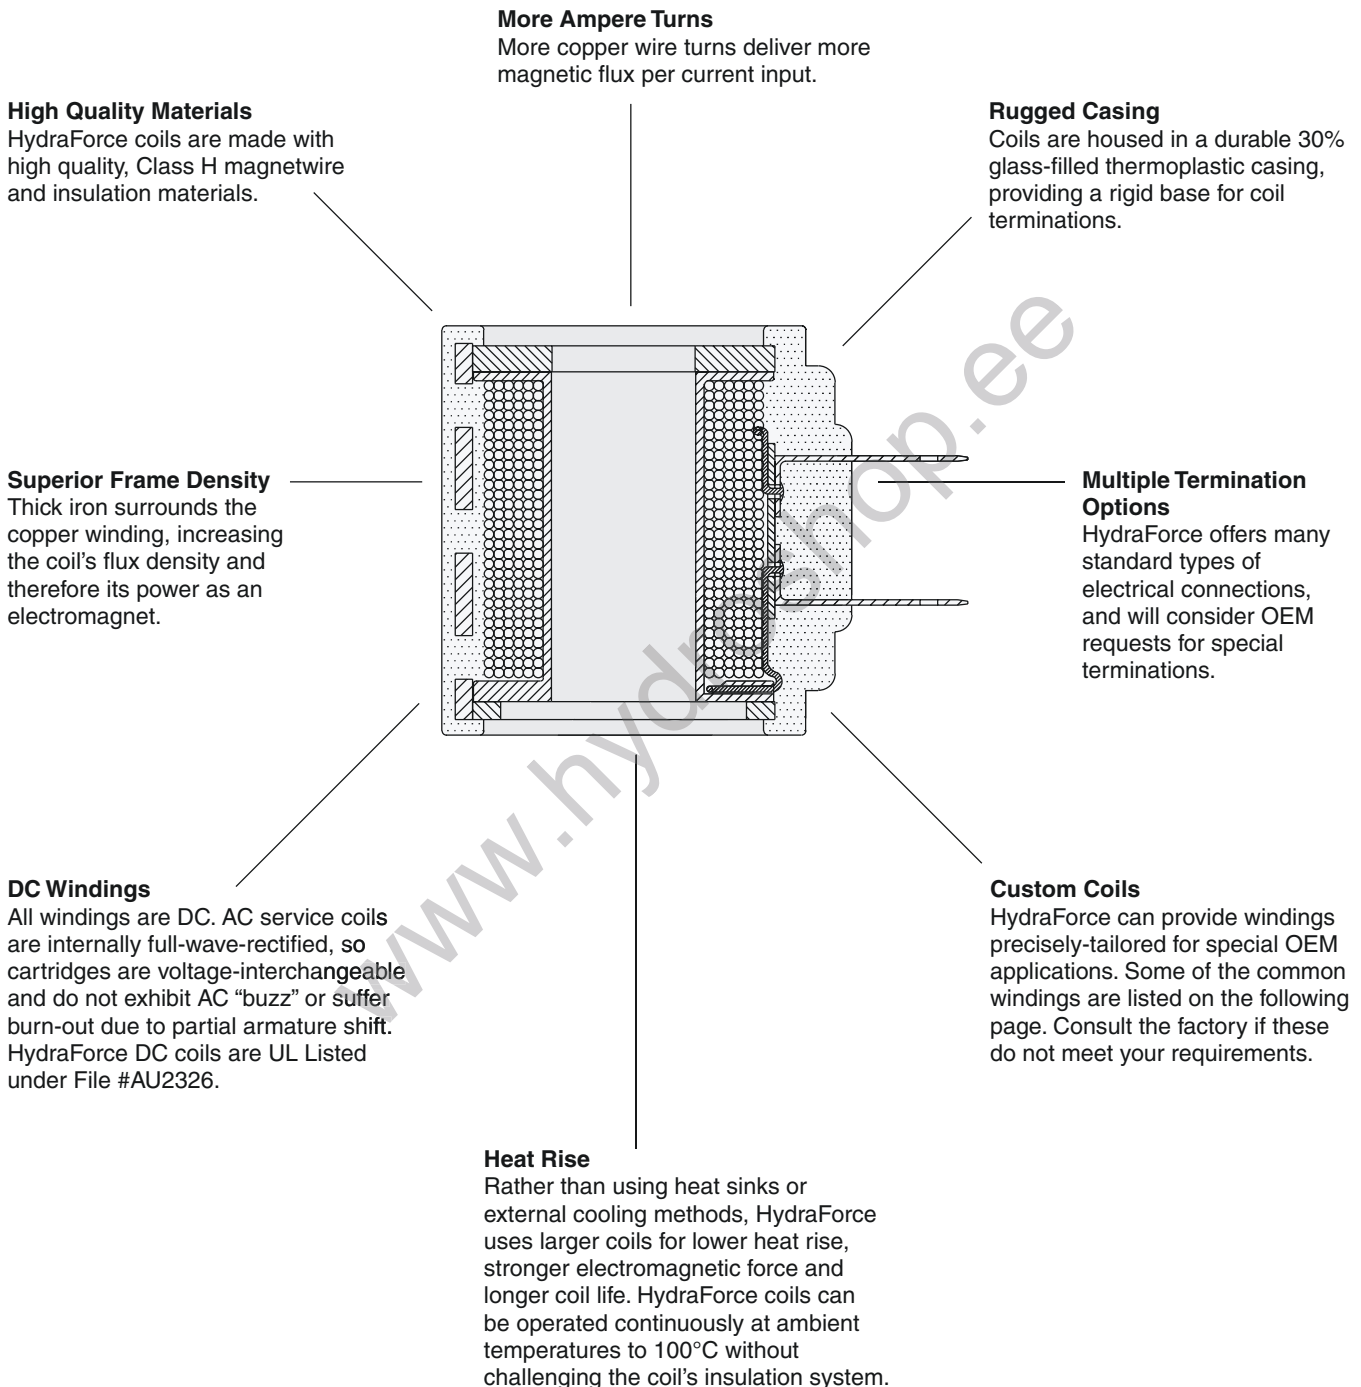 More Ampere Turns
More copper wire turns deliver more
magnetic flux per current input.
High Quality Materials
HydraForce coils are made with
high quality, Class H magnetwire
and insulation materials.
Rugged Casing
Coils are housed in a durable 30%
glass-filled thermoplastic casing,
providing a rigid base for coil
terminations.
Superior Frame Density
Thick iron surrounds the
copper winding, increasing
the coil’s flux density and
therefore its power as an
electromagnet.
Multiple Termination
Options
HydraForce offers many
standard types of
electrical connections,
and will consider OEM
requests for special
terminations.
DC Windings
All windings are DC. AC service coils
are internally full-wave-rectified, so
cartridges are voltage-interchangeable
and do not exhibit AC “buzz” or suffer
burn-out due to partial armature shift.
HydraForce DC coils are UL Listed
under File #AU2326.
Custom Coils
HydraForce can provide windings
precisely-tailored for special OEM
applications. Some of the common
windings are listed on the following
page. Consult the factory if these
do not meet your requirements.
Heat Rise
Rather than using heat sinks or
external cooling methods, HydraForce
uses larger coils for lower heat rise,
stronger electromagnetic force and
longer coil life. HydraForce coils can
be operated continuously at ambient
temperatures to 100°C without
challenging the coil’s insulation system.
www.hydroshop.ee